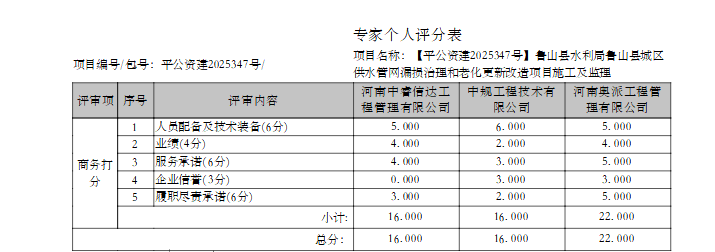 专家个人评分表
项目编号/包号: 平公资建2025347号/
项目名称: 【平公资建2025347号】鲁山县水利局鲁山县城区
供水管网漏损治理和老化更新改造项目施工及监理
评审项 序号 评审内容 河南中睿信达工程管理有限公司 中规工程技术有限公司 河南奥派工程管理有限公司
商务打分
1 人员配备及技术装备(6分) 5.000 6.000 5.000
2 业绩(4分) 4.000 2.000 4.000
3 服务承诺(6分) 4.000 3.000 5.000
4 企业信誉(3分) 0.000 3.000 3.000
5 履职尽责承诺(6分) 3.000 2.000 5.000
小计: 16.000 16.000 22.000
总分: 16.000 16.000 22.000